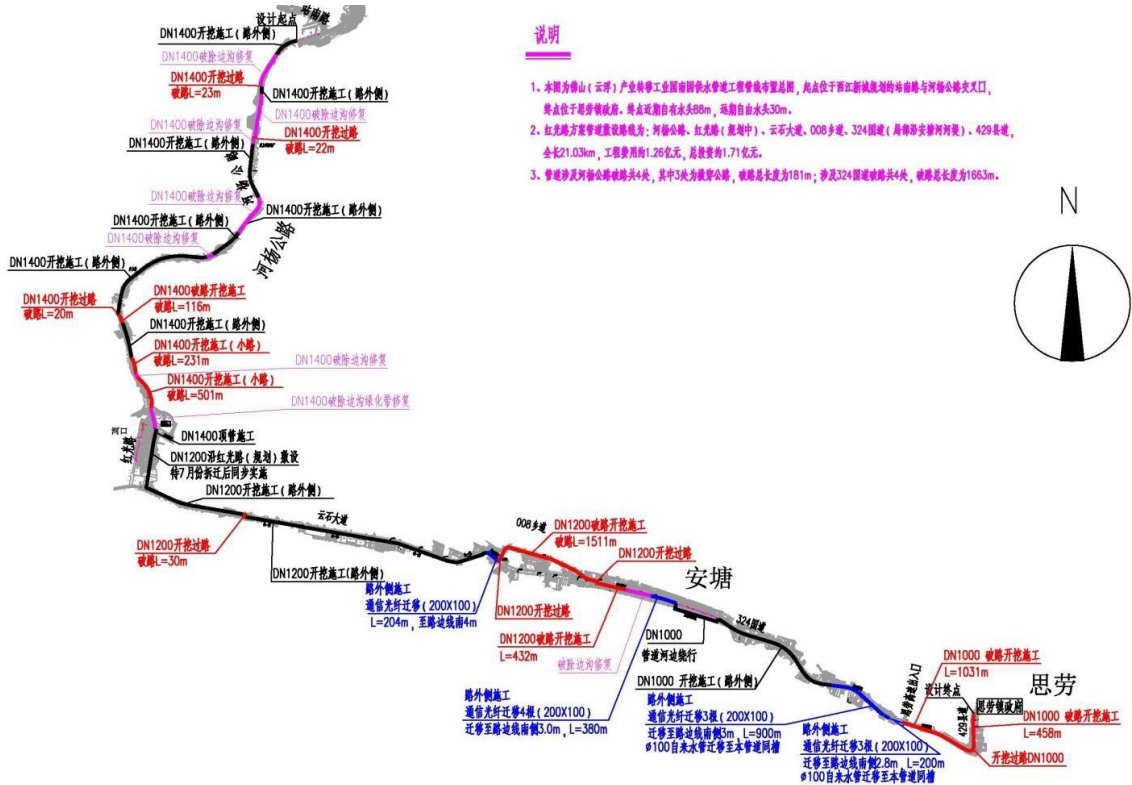 站南路
设计起点
DN1400开挖施工(路外侧)
DN1400破除边沟修复
DN1400开挖过路
破路L=23m
DN1400开挖施工(路外侧)
DN1400破除边沟修复
DN1400开挖过路
破路L=22m
DN1400开挖施工(路外侧)
河杨公路
DN1400破除边沟修复
DN1400开挖施工(路外侧)
DN1400开挖施工(路外侧)
DN1400破除边沟修复
河杨公路
DN1400开挖施工(路外侧)
DN1400开挖过路
破路L=20m
DN1400破路开挖施工
破路L=116m
DN1400开挖施工(路外侧)
DN1400开挖施工(小路)
破路L=231m
DN1400破除边沟修复
DN1400开挖施工(小路)
破路L=501m
DN1400破除边沟绿化带修复
河口
红光路
DN1400顶管施工
DN1200沿红光路(规划)敷设
待7月份拆迁后同步实施
DN1200开挖施工(路外侧)
云石大道
DN1200开挖过路
破路L=30m
DN1200开挖施工(路外侧)
008乡道
DN1200破路开挖施工
破路L=1511m
DN1200开挖过路
安塘
路外侧施工
通信光纤迁移(200X100)
L=204m,至路边线南4m
DN1200开挖过路
DN1200破路开挖施工
L=432m
破除边沟修复
DN1000
管道河边绕行
324国道
DN1000 开挖施工(路外侧)
路外侧施工
通信光纤迁移4根(200X100)
迁移至路边线南侧3.0m,L=380m
路外侧施工
通信光纤迁移3根(200X100)
迁移至路边线南侧3m,L=900m
ø100自来水管迁移至本管道同槽
路外侧施工
通信光纤迁移3根(200X100)
迁移至路边线南侧2.8m,L=200m
ø100自来水管迁移至本管道同槽
思劳高速出入口
DN1000 破路开挖施工
L=1031m
设计终点
思劳
思劳镇政府
429县道
DN1000 破路开挖施工
L=458m
开挖过路DN1000
说明
1、本图为佛山(云浮)产业转移工业园南园供水管道工程管线布置总图,起点位于西江新城规划的站南路与河杨公路交叉口,
终点位于思劳镇政府。终点近期自有水头88m,远期自由水头30m。
2、红光路方案管道敷设路线为:河杨公路、红光路(规划中)、云石大道、008乡道、324国道(局部沿安塘河河堤)、429县道,
全长21.03km,工程费用约1.26亿元,总投资约1.71亿元。
3、管道涉及河杨公路破路共4处,其中3处为横穿公路,破路总长度为181m;涉及324国道破路共4处,破路总长度为1663m。
N